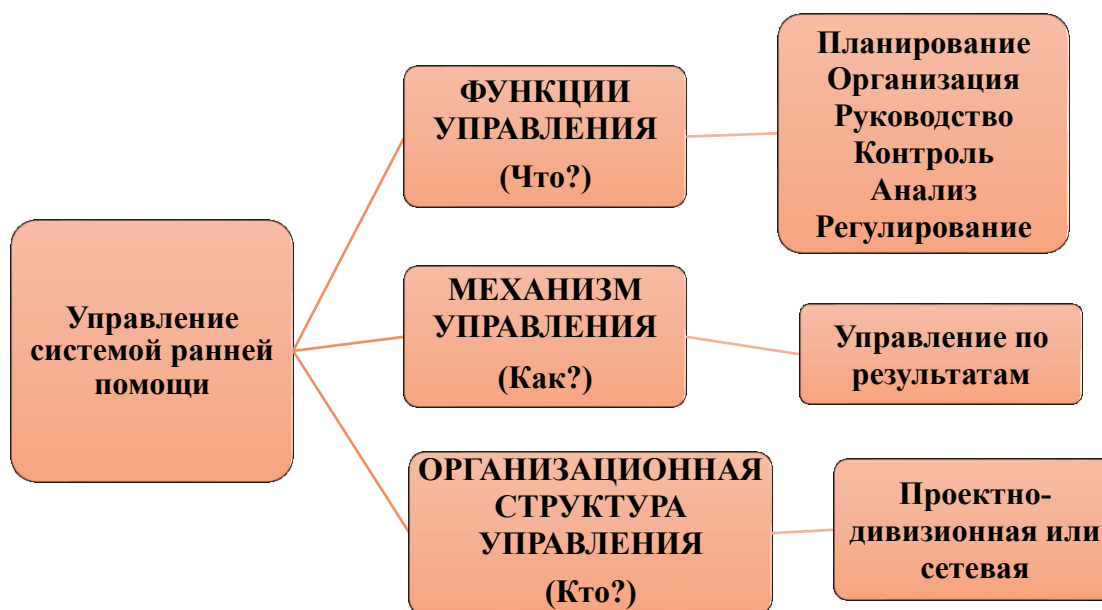 Управление
системой ранней
помощи
ФУНКЦИИ
УПРАВЛЕНИЯ
(Что?)
Планирование
Организация
Руководство
Контроль
Анализ
Регулирование
МЕХАНИЗМ
УПРАВЛЕНИЯ
(Как?)
Управление по
результатам
ОРГАНИЗАЦИОННАЯ
СТРУКТУРА
УПРАВЛЕНИЯ
(Кто?)
Проектно-
дивизионная или
сетевая